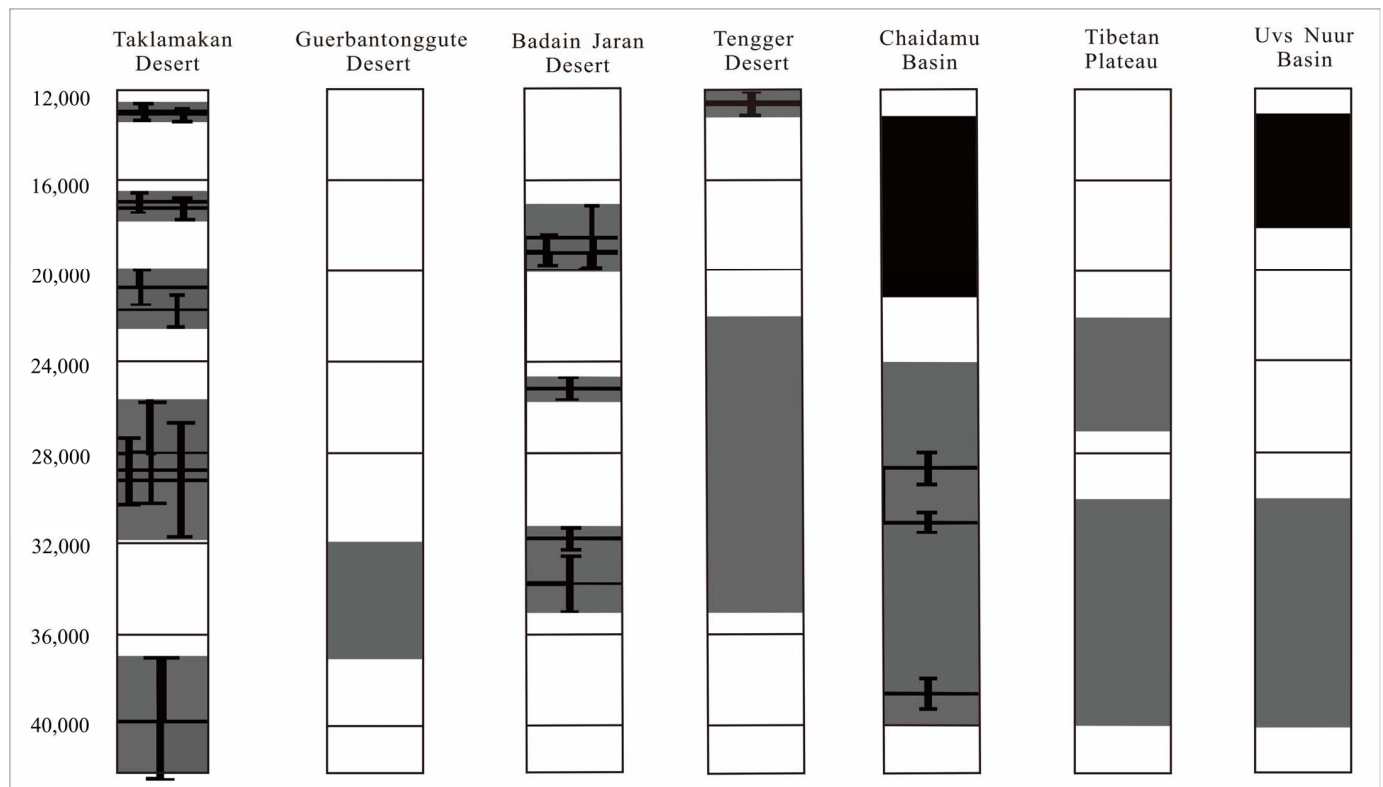 Taklamakan
Desert
Guerbantonggute
Desert
Badain Jaran
Desert
Tengger
Desert
Chaidamu
Basin
Tibetan
Plateau
Uvs Nuur
Basin
12,000
16,000
20,000
24,000
28,000
32,000
36,000
40,000